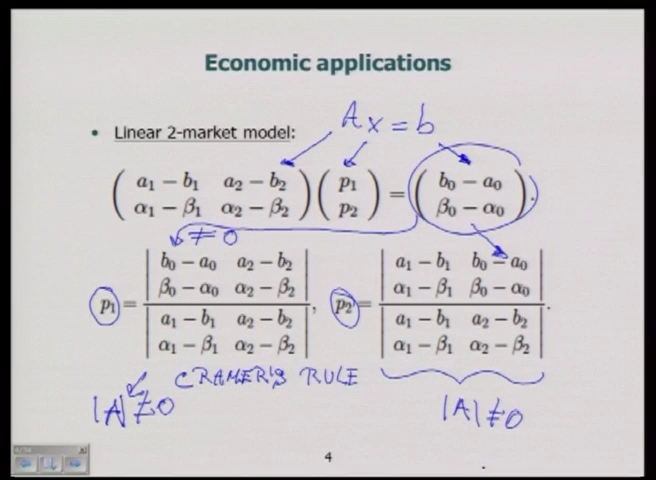 Economic applications
Ax = b
• Linear 2-market model:
( a₁ − b₁  a₂ − b₂ ) ( p₁ ) = ( b₀ − a₀ )
( α₁ − β₁  α₂ − β₂ ) ( p₂ )   ( β₀ − α₀ ).
≠ 0
| b₀ − a₀  a₂ − b₂ |   | a₁ − b₁  b₀ − a₀ |
| β₀ − α₀  α₂ − β₂ |   | α₁ − β₁  β₀ − α₀ |
p₁ = ―――――― ,  p₂ = ―――――― .
| a₁ − b₁  a₂ − b₂ |   | a₁ − b₁  a₂ − b₂ |
| α₁ − β₁  α₂ − β₂ |   | α₁ − β₁  α₂ − β₂ |
CRAMER'S RULE
|A| ≠ 0  |A| ≠ 0
4